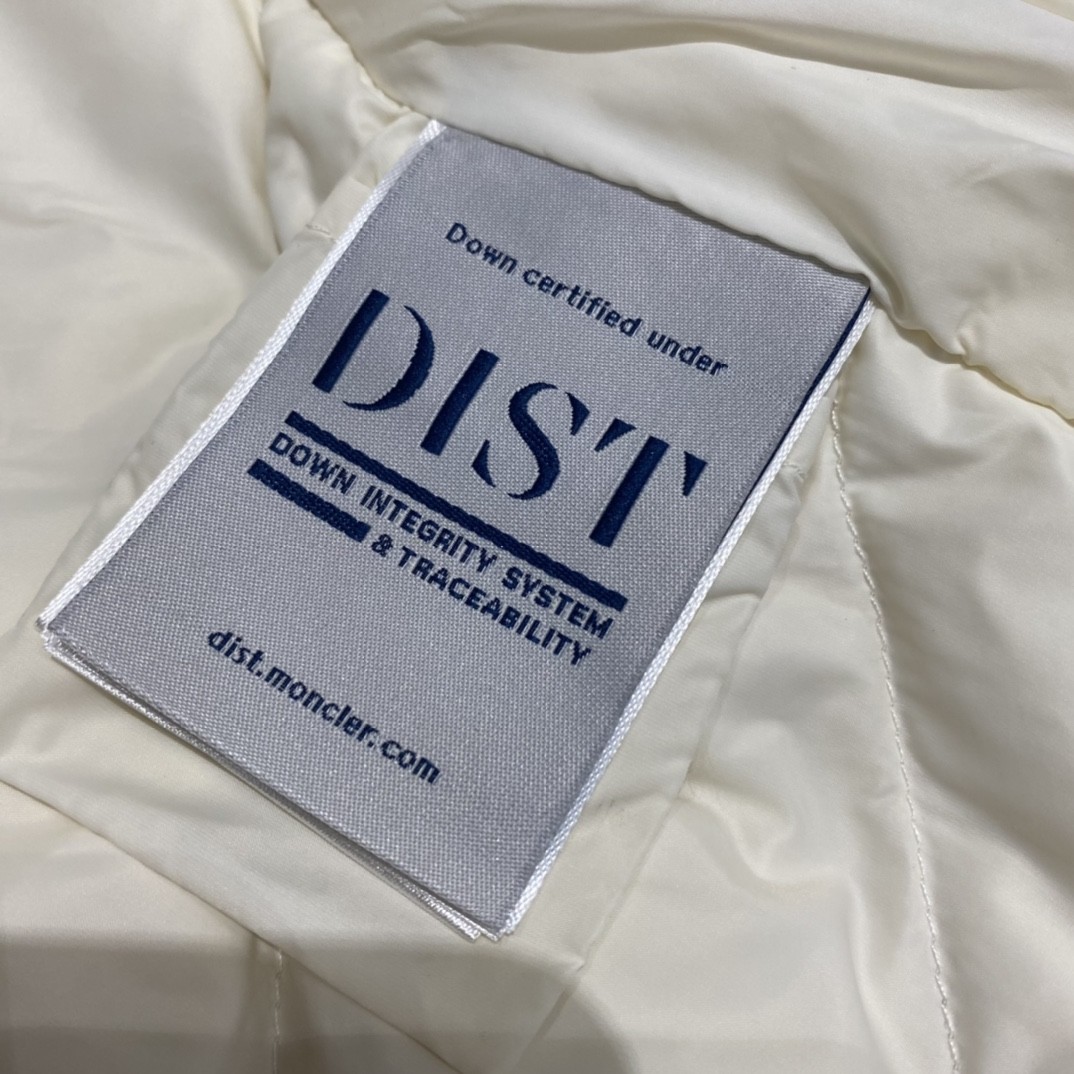 Down certified under
DIST
DOWN INTEGRITY SYSTEM
& TRACEABILITY
dist.moncler.com